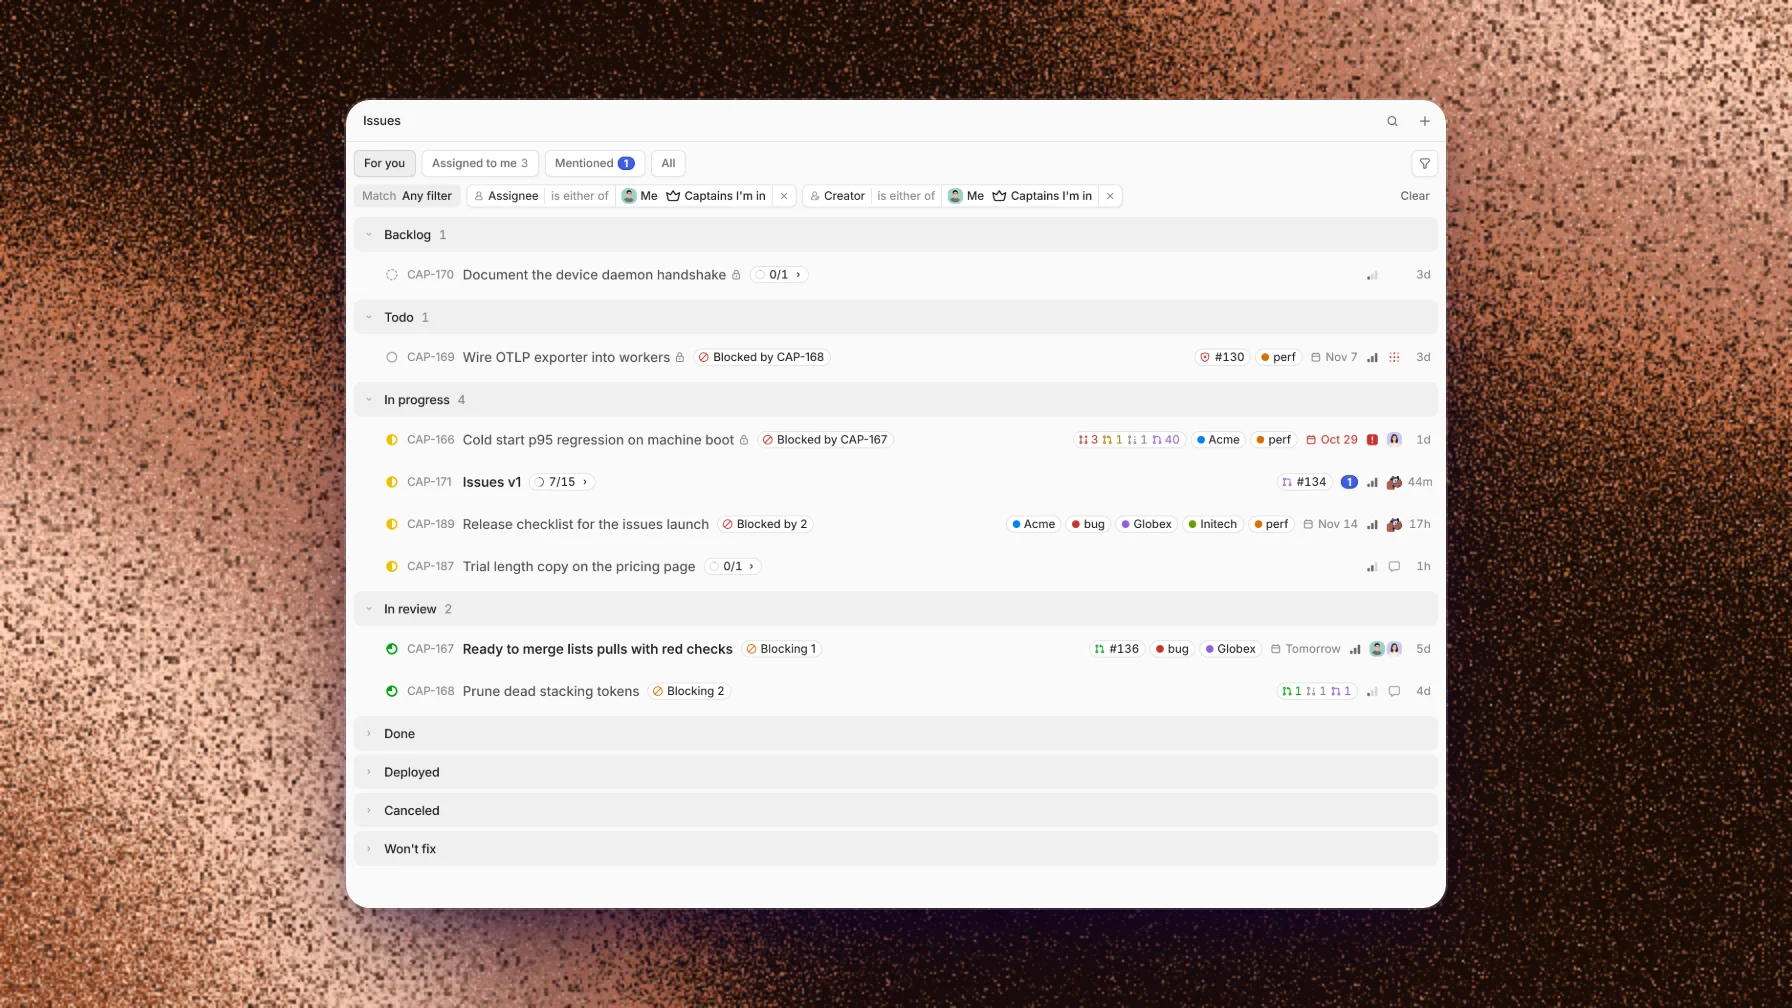 Issues
For you Assigned to me 3 Mentioned 1 All
Match Any filter Assignee is either of Me Captains I'm in × Creator is either of Me Captains I'm in × Clear
Backlog 1
CAP-170 Document the device daemon handshake 0/1 › 3d
Todo 1
CAP-169 Wire OTLP exporter into workers Blocked by CAP-168 #130 perf Nov 7 3d
In progress 4
CAP-166 Cold start p95 regression on machine boot Blocked by CAP-167 3 1 1 40 Acme perf Oct 29 1d
CAP-171 Issues v1 7/15 › #134 1 44m
CAP-189 Release checklist for the issues launch Blocked by 2 Acme bug Globex Initech perf Nov 14 17h
CAP-187 Trial length copy on the pricing page 0/1 › 1h
In review 2
CAP-167 Ready to merge lists pulls with red checks Blocking 1 #136 bug Globex Tomorrow 5d
CAP-168 Prune dead stacking tokens Blocking 2 1 1 1 4d
Done
Deployed
Canceled
Won't fix